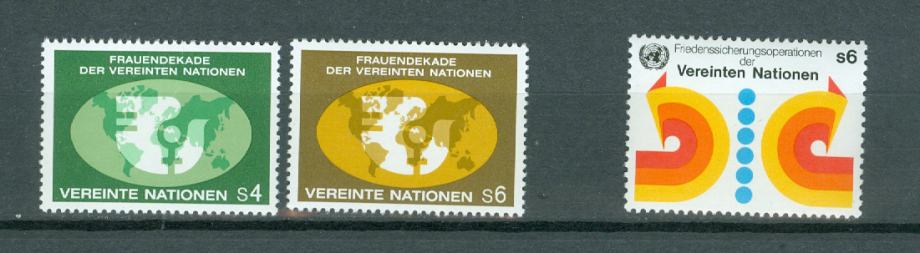 FRAUENDEKADE
DER VEREINTEN NATIONEN
VEREINTE NATIONEN S4
FRAUENDEKADE
DER VEREINTEN NATIONEN
VEREINTE NATIONEN S6
Friedenssicherungsoperationen
der
Vereinten Nationen
s6